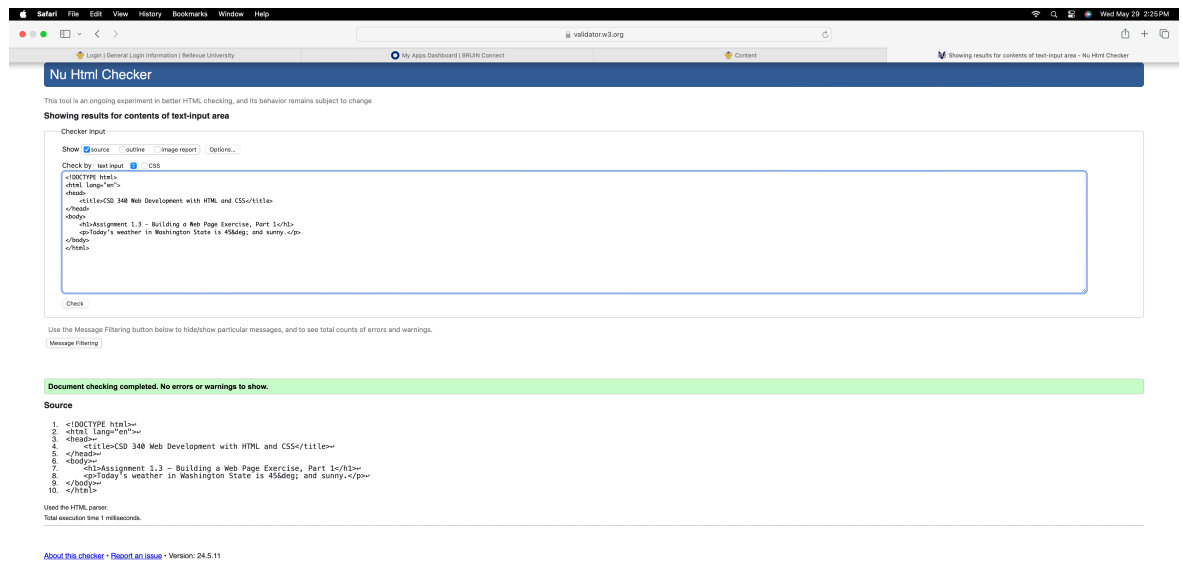 Safari File Edit View History Bookmarks Window Help
Wed May 29 2:25 PM
validator.w3.org
Login | General Login Information | Bellevue University
My Apps Dashboard | BRUIN Connect
Content
Showing results for contents of text-input area - Nu Html Checker
Nu Html Checker
This tool is an ongoing experiment in better HTML checking, and its behavior remains subject to change
Showing results for contents of text-input area
Checker Input
Show source outline image report Options...
Check by text input CSS
<!DOCTYPE html>
<html lang="en">
<head>
<title>CSD 340 Web Development with HTML and CSS</title>
</head>
<body>
<h1>Assignment 1.3 - Building a Web Page Exercise, Part 1</h1>
<p>Today's weather in Washington State is 45&deg; and sunny.</p>
</body>
</html>
Check
Use the Message Filtering button below to hide/show particular messages, and to see total counts of errors and warnings.
Message Filtering
Document checking completed. No errors or warnings to show.
Source
1. <!DOCTYPE html>↩
2. <html lang="en">↩
3. <head>↩
4. <title>CSD 340 Web Development with HTML and CSS</title>↩
5. </head>↩
6. <body>↩
7. <h1>Assignment 1.3 – Building a Web Page Exercise, Part 1</h1>↩
8. <p>Today's weather in Washington State is 45&deg; and sunny.</p>↩
9. </body>↩
10. </html>
Used the HTML parser.
Total execution time 1 milliseconds.
About this checker • Report an issue • Version: 24.5.11